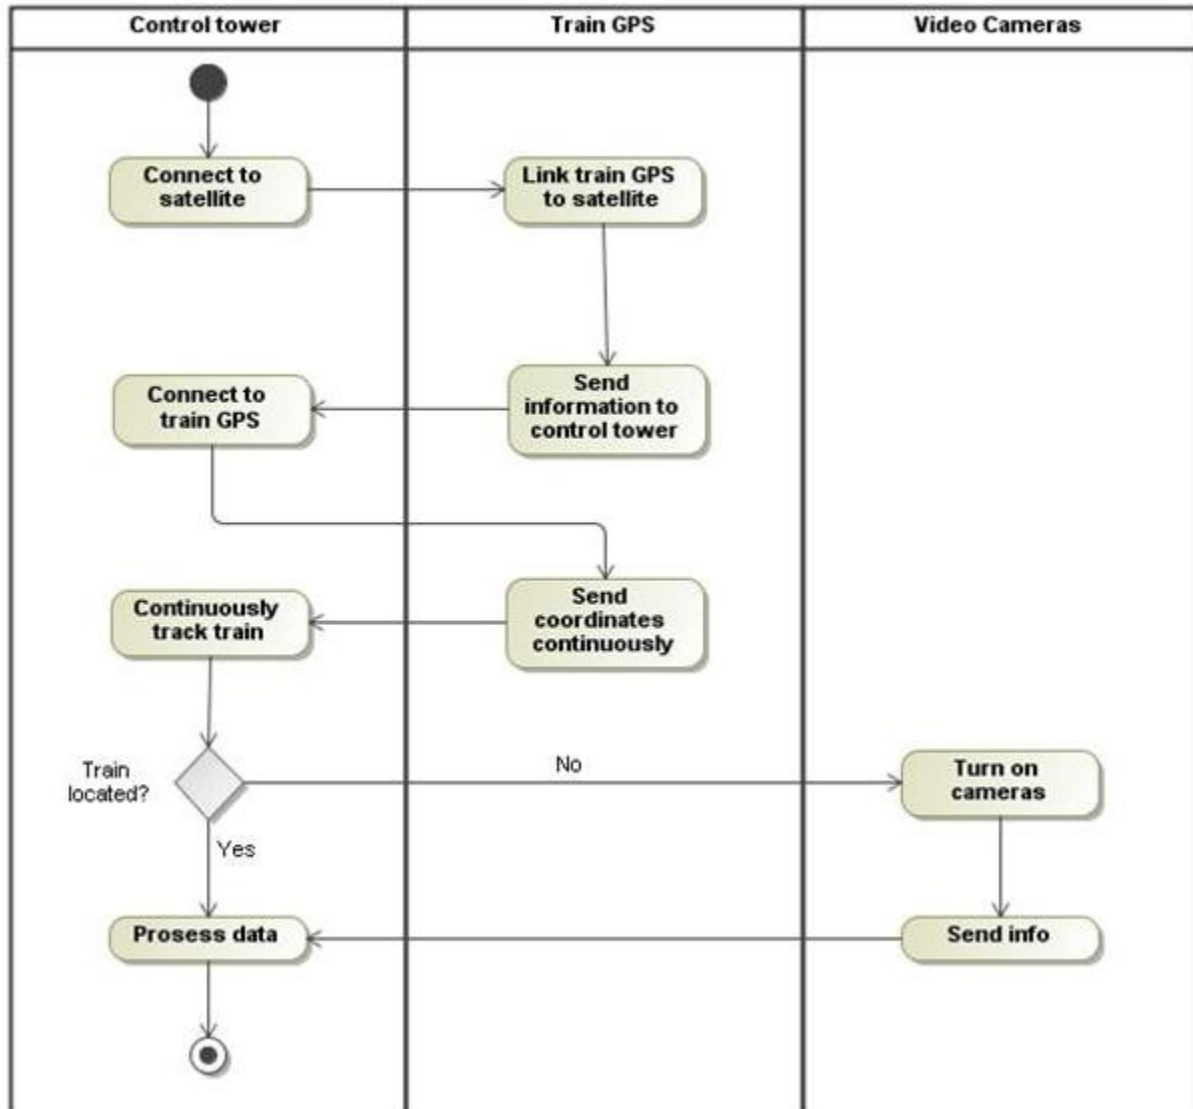 Control tower
Train GPS
Video Cameras
Connect to
satellite
Link train GPS
to satellite
Connect to
train GPS
Send
information to
control tower
Continuously
track train
Send
coordinates
continuously
Train
located?
No
Turn on
cameras
Yes
Prosess data
Send info